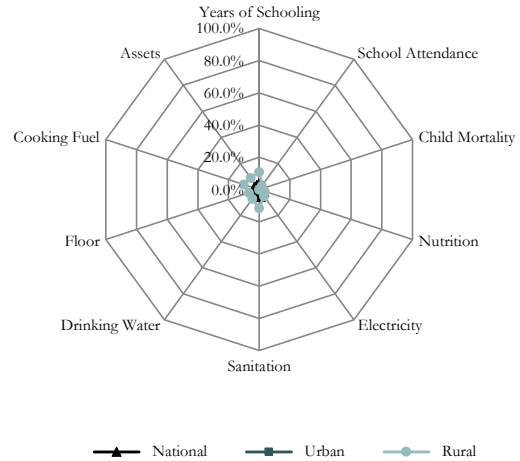 Years of Schooling
100.0%
Assets
School Attendance
80.0%
60.0%
Cooking Fuel
Child Mortality
40.0%
20.0%
0.0%
Floor
Nutrition
Drinking Water
Electricity
Sanitation
National Urban Rural